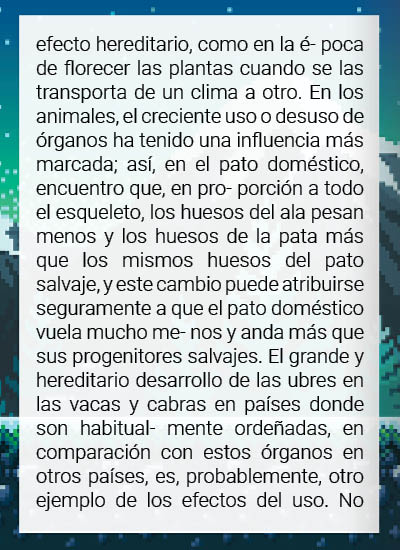 efecto hereditario, como en la é- poca
de florecer las plantas cuando se las
transporta de un clima a otro. En los
animales, el creciente uso o desuso de
órganos ha tenido una influencia más
marcada; así, en el pato doméstico,
encuentro que, en pro- porción a todo
el esqueleto, los huesos del ala pesan
menos y los huesos de la pata más
que los mismos huesos del pato
salvaje, y este cambio puede atribuirse
seguramente a que el pato doméstico
vuela mucho me- nos y anda más que
sus progenitores salvajes. El grande y
hereditario desarrollo de las ubres en
las vacas y cabras en países donde
son habitual- mente ordeñadas, en
comparación con estos órganos en
otros países, es, probablemente, otro
ejemplo de los efectos del uso. No